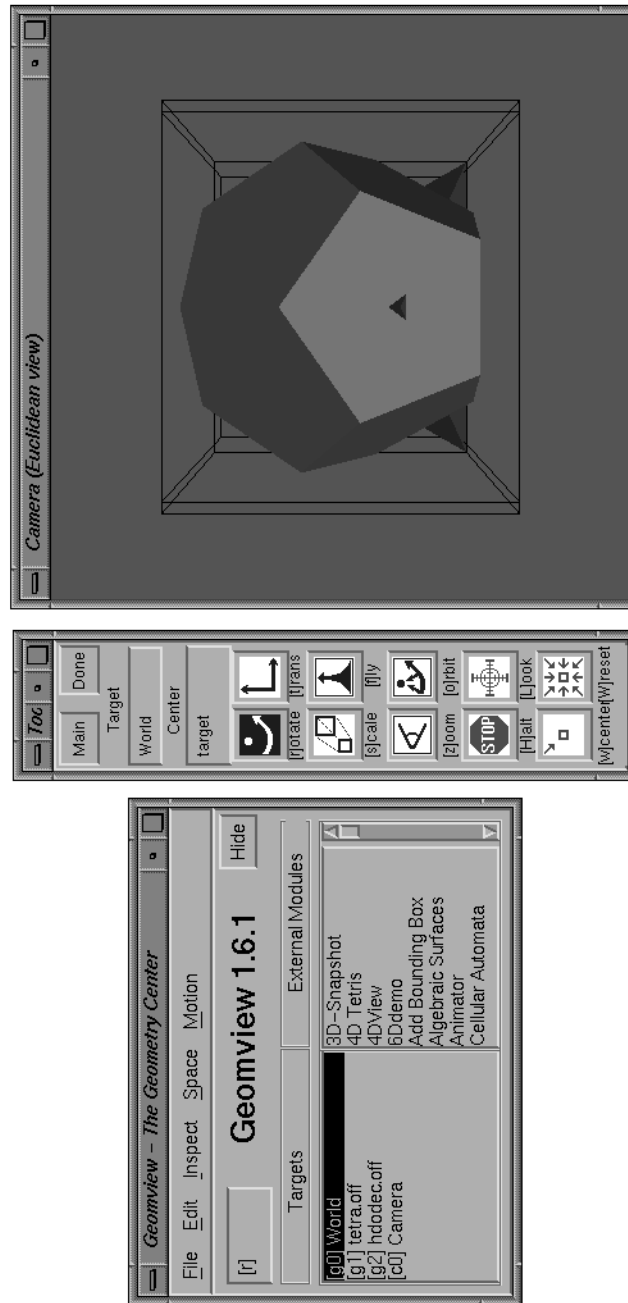 Geomview – The Geometry Center
File Edit Inspect Space Motion
[r] Geomview 1.6.1 Hide
Targets External Modules
[g0] World
[g1] tetra.off
[g2] hdodec.off
[c0] Camera
3D-Snapshot
4D Tetris
4DView
6Ddemo
Add Bounding Box
Algebraic Surfaces
Animator
Cellular Automata
Main Done
Target
World
Center
target
[r]otate [t]rans
[s]cale [f]ly
[z]oom [o]rbit
STOP
[H]alt [L]ook
[w]center[W]reset
Camera (Euclidean view)